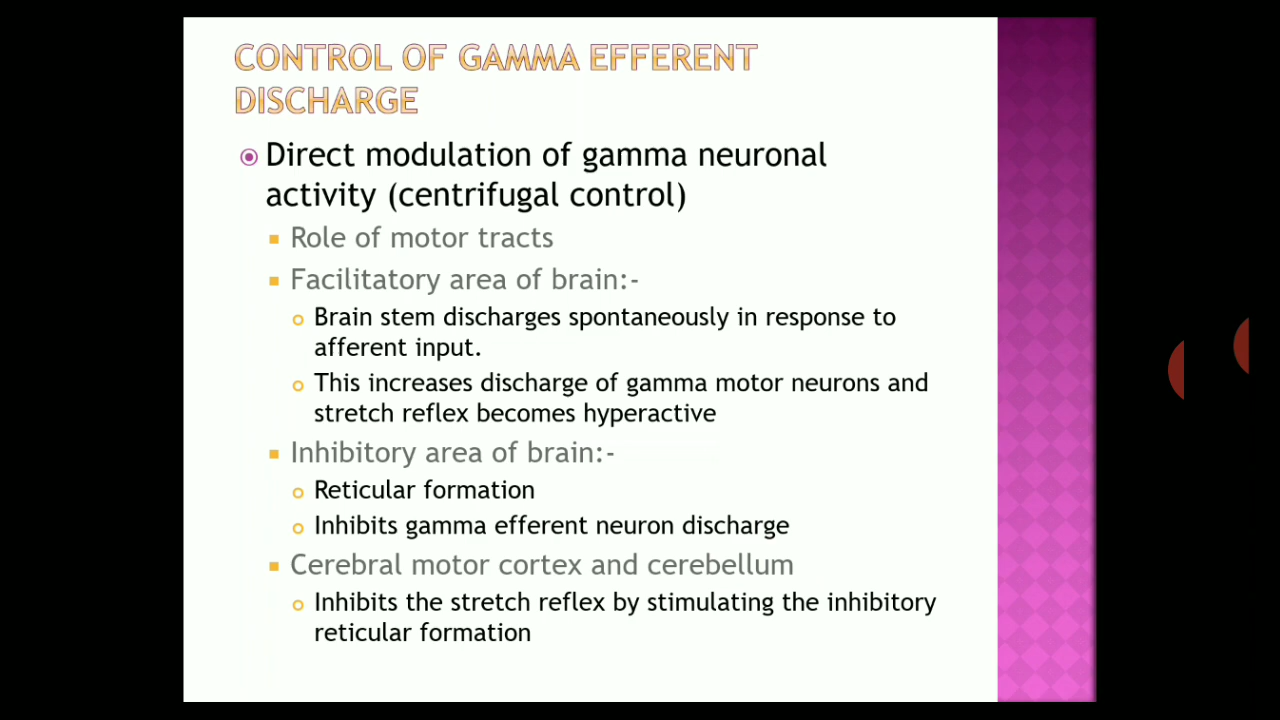 CONTROL OF GAMMA EFFERENT
DISCHARGE
Direct modulation of gamma neuronal
activity (centrifugal control)
Role of motor tracts
Facilitatory area of brain:-
Brain stem discharges spontaneously in response to
afferent input.
This increases discharge of gamma motor neurons and
stretch reflex becomes hyperactive
Inhibitory area of brain:-
Reticular formation
Inhibits gamma efferent neuron discharge
Cerebral motor cortex and cerebellum
Inhibits the stretch reflex by stimulating the inhibitory
reticular formation